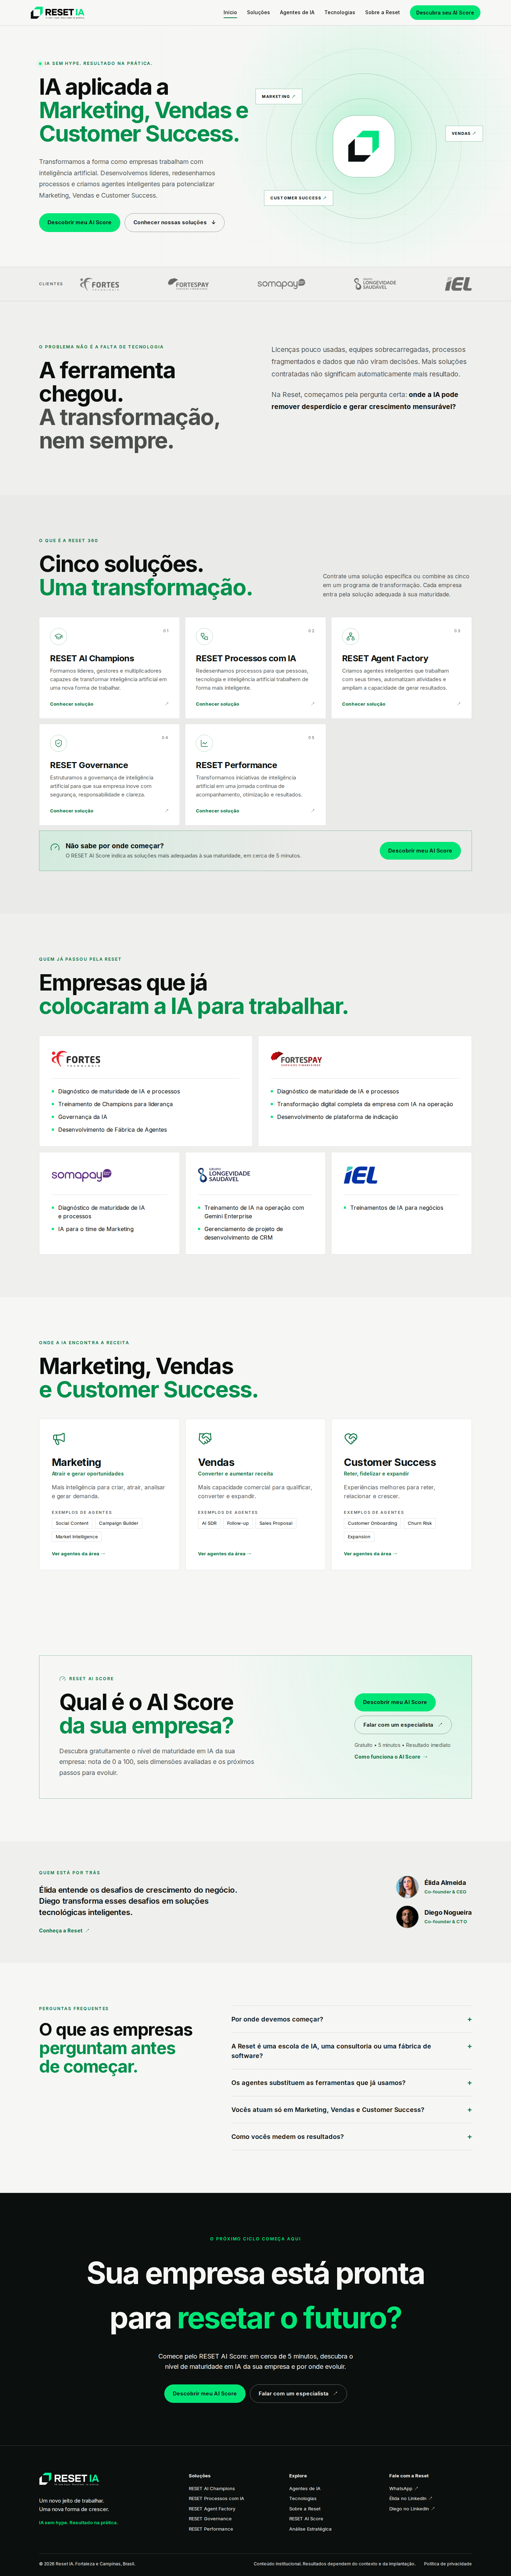 RESET IA
Início
Soluções
Agentes de IA
Tecnologias
Sobre a Reset
Descubra seu AI Score
IA SEM HYPE. RESULTADO NA PRÁTICA.
IA aplicada a
Marketing, Vendas e
Customer Success.
Transformamos a forma como empresas trabalham com
inteligência artificial. Desenvolvemos líderes, redesenhamos
processos e criamos agentes inteligentes para potencializar
Marketing, Vendas e Customer Success.
Descobrir meu AI Score
Conhecer nossas soluções ↓
MARKETING ↗
VENDAS ↗
CUSTOMER SUCCESS ↗
CLIENTES
FORTES
TECNOLOGIA
FORTESPAY
SERVIÇOS FINANCEIROS
somapay
GRUPO
LONGEVIDADE
SAUDÁVEL
iEL
O PROBLEMA NÃO É A FALTA DE TECNOLOGIA
A ferramenta
chegou.
A transformação,
nem sempre.
Licenças pouco usadas, equipes sobrecarregadas, processos
fragmentados e dados que não viram decisões. Mais soluções
contratadas não significam automaticamente mais resultado.
Na Reset, começamos pela pergunta certa: onde a IA pode
remover desperdício e gerar crescimento mensurável?
O QUE É A RESET 360
Cinco soluções.
Uma transformação.
Contrate uma solução específica ou combine as cinco
em um programa de transformação. Cada etapa
entra pela solução adequada à sua maturidade.
01
RESET AI Champions
Formamos líderes, gestores e multiplicadores
capazes de transformar inteligência artificial em
uma nova forma de trabalhar.
Conhecer solução ↗
02
RESET Processos com IA
Redesenhamos processos para que pessoas,
tecnologia e inteligência artificial trabalhem de
forma mais inteligente.
Conhecer solução ↗
03
RESET Agent Factory
Criamos agentes inteligentes que trabalham
com seus times, automatizam atividades e
ampliam a capacidade de gerar resultados.
Conhecer solução ↗
04
RESET Governance
Estruturamos a governança de inteligência
artificial para que sua empresa inove com
segurança, responsabilidade e clareza.
Conhecer solução ↗
05
RESET Performance
Transformamos iniciativas de inteligência
artificial em uma jornada contínua de
acompanhamento, otimização e resultados.
Conhecer solução ↗
Não sabe por onde começar?
O RESET AI Score indica as soluções mais adequadas à sua maturidade, em cerca de 5 minutos.
Descobrir meu AI Score
QUEM JÁ PASSOU PELA RESET
Empresas que já
colocaram a IA para trabalhar.
FORTES
TECNOLOGIA
Diagnóstico de maturidade de IA e processos
Treinamento de Champions para liderança
Governança da IA
Desenvolvimento de Fábrica de Agentes
FORTESPAY
SERVIÇOS FINANCEIROS
Diagnóstico de maturidade de IA e processos
Transformação digital completa da empresa com IA na operação
Desenvolvimento de plataforma de indicação
somapay
Diagnóstico de maturidade de IA
e processos
IA para o time de Marketing
GRUPO
LONGEVIDADE
SAUDÁVEL
Treinamento de IA na operação com
Gemini Enterprise
Gerenciamento de projeto de
desenvolvimento de CRM
iEL
Treinamentos de IA para negócios
ONDE A IA ENCONTRA A RECEITA
Marketing, Vendas
e Customer Success.
Marketing
Atrair e gerar oportunidades
Mais inteligência para criar, atrair, analisar
e gerar demanda.
EXEMPLOS DE AGENTES
Social Content
Campaign Builder
Market Intelligence
Ver agentes da área →
Vendas
Converter e aumentar receita
Mais capacidade comercial para qualificar,
converter e expandir.
EXEMPLOS DE AGENTES
AI SDR
Follow-up
Sales Proposal
Ver agentes da área →
Customer Success
Reter, fidelizar e expandir
Experiências melhores para reter,
relacionar e crescer.
EXEMPLOS DE AGENTES
Customer Onboarding
Churn Risk
Expansion
Ver agentes da área →
RESET AI SCORE
Qual é o AI Score
da sua empresa?
Descubra gratuitamente o nível de maturidade em IA da sua
empresa: nota de 0 a 100, seis dimensões avaliadas e os próximos
passos para evoluir.
Descobrir meu AI Score
Falar com um especialista ↗
Gratuito • 5 minutos • Resultado imediato
Como funciona o AI Score →
QUEM ESTÁ POR TRÁS
Élida entende os desafios de crescimento do negócio.
Diego transforma esses desafios em soluções
tecnológicas inteligentes.
Conheça a Reset ↗
Élida Almeida
Co-founder & CEO
Diego Nogueira
Co-founder & CTO
PERGUNTAS FREQUENTES
O que as empresas
perguntam antes
de começar.
Por onde devemos começar? +
A Reset é uma escola de IA, uma consultoria ou uma fábrica de
software? +
Os agentes substituem as ferramentas que já usamos? +
Vocês atuam só em Marketing, Vendas e Customer Success? +
Como vocês medem os resultados? +
O PRÓXIMO CICLO COMEÇA AQUI
Sua empresa está pronta
para resetar o futuro?
Comece pelo RESET AI Score: em cerca de 5 minutos, descubra o
nível de maturidade em IA da sua empresa e por onde evoluir.
Descobrir meu AI Score
Falar com um especialista ↗
RESET IA
Um novo jeito de trabalhar.
Uma nova forma de crescer.
IA sem hype. Resultado na prática.
Soluções
RESET AI Champions
RESET Processos com IA
RESET Agent Factory
RESET Governance
RESET Performance
Explore
Agentes de IA
Tecnologias
Sobre a Reset
RESET AI Score
Análise Estratégica
Fale com a Reset
WhatsApp ↗
Élida no LinkedIn ↗
Diego no LinkedIn ↗
© 2026 Reset IA. Fortaleza e Campinas, Brasil.
Conteúdo institucional. Resultados dependem do contexto e da implantação.
Política de privacidade